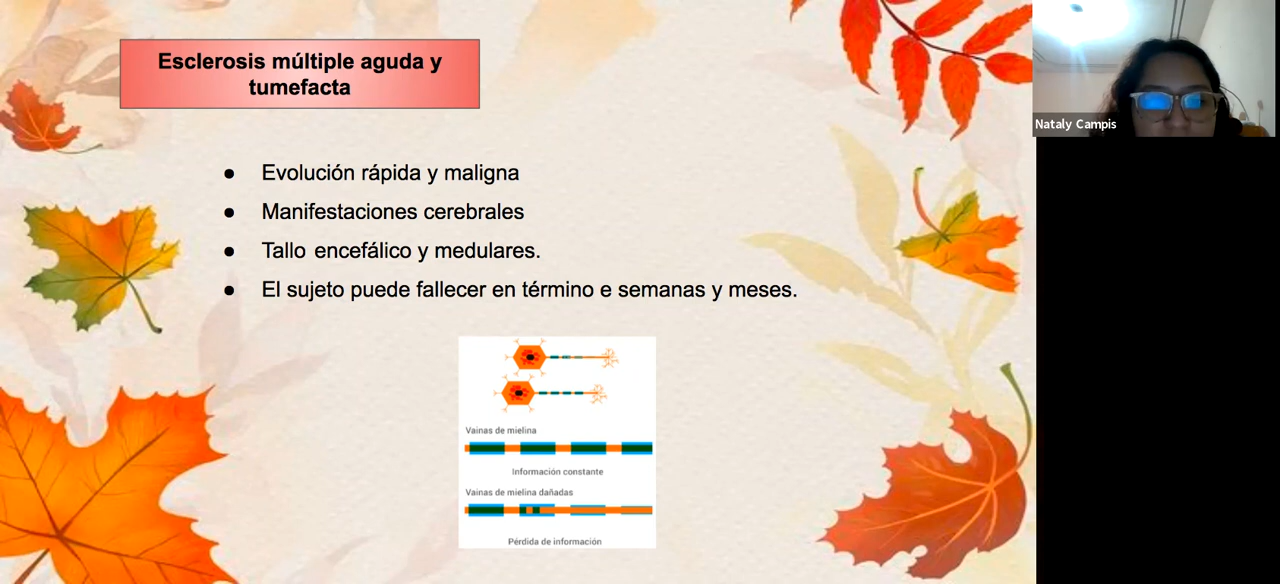 Esclerosis múltiple aguda y
tumefacta
Nataly Campis
● Evolución rápida y maligna
● Manifestaciones cerebrales
● Tallo encefálico y medulares.
● El sujeto puede fallecer en término e semanas y meses.
Vainas de mielina
Información constante
Vainas de mielina dañadas
Pérdida de información